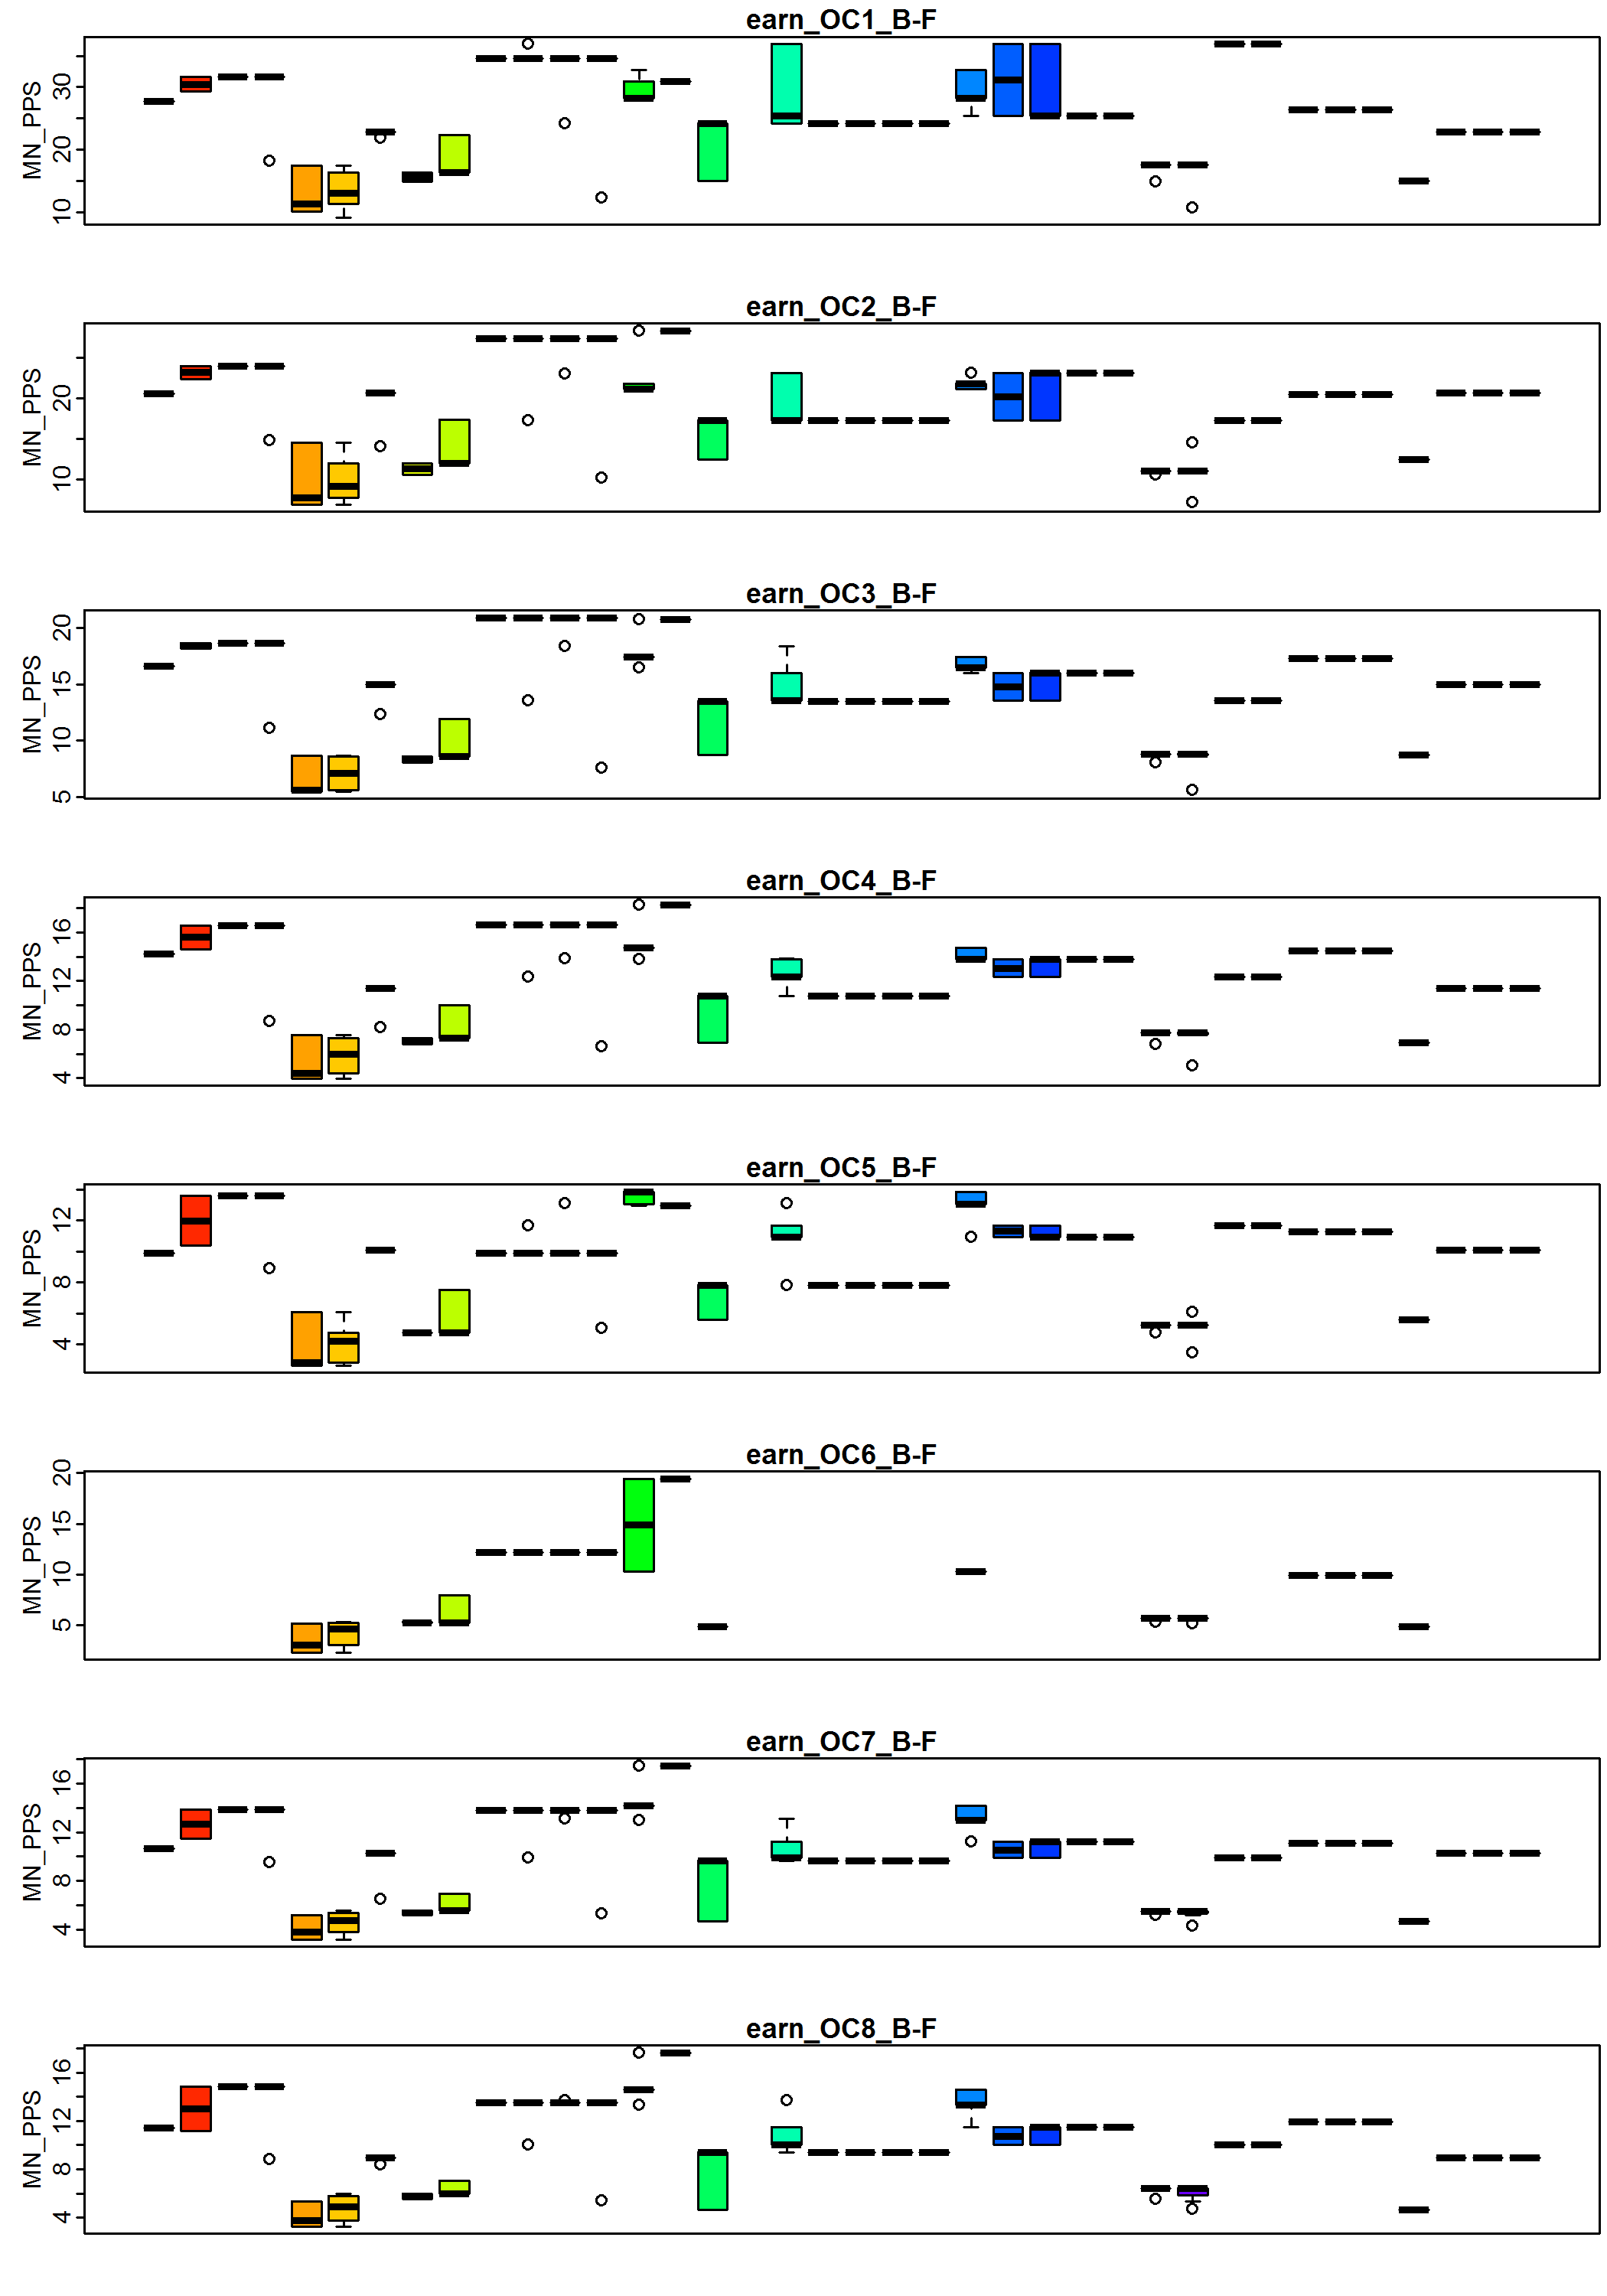 earn_OC1_B-F
MN_PPS
10 20 30
earn_OC2_B-F
MN_PPS
10 20
earn_OC3_B-F
MN_PPS
5 10 15 20
earn_OC4_B-F
MN_PPS
4 8 12 16
earn_OC5_B-F
MN_PPS
4 8 12
earn_OC6_B-F
MN_PPS
5 10 15 20
earn_OC7_B-F
MN_PPS
4 8 12 16
earn_OC8_B-F
MN_PPS
4 8 12 16